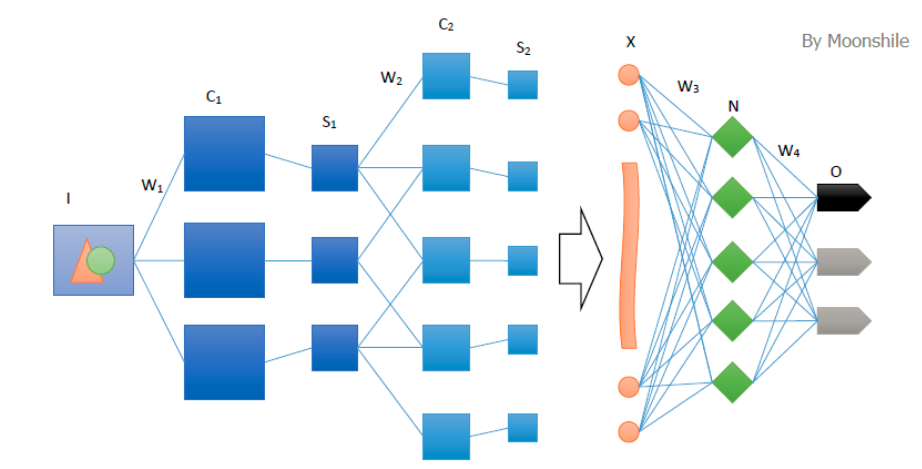 I
W₁
C₁
S₁
W₂
C₂
S₂
X
W₃
N
W₄
O
By Moonshile